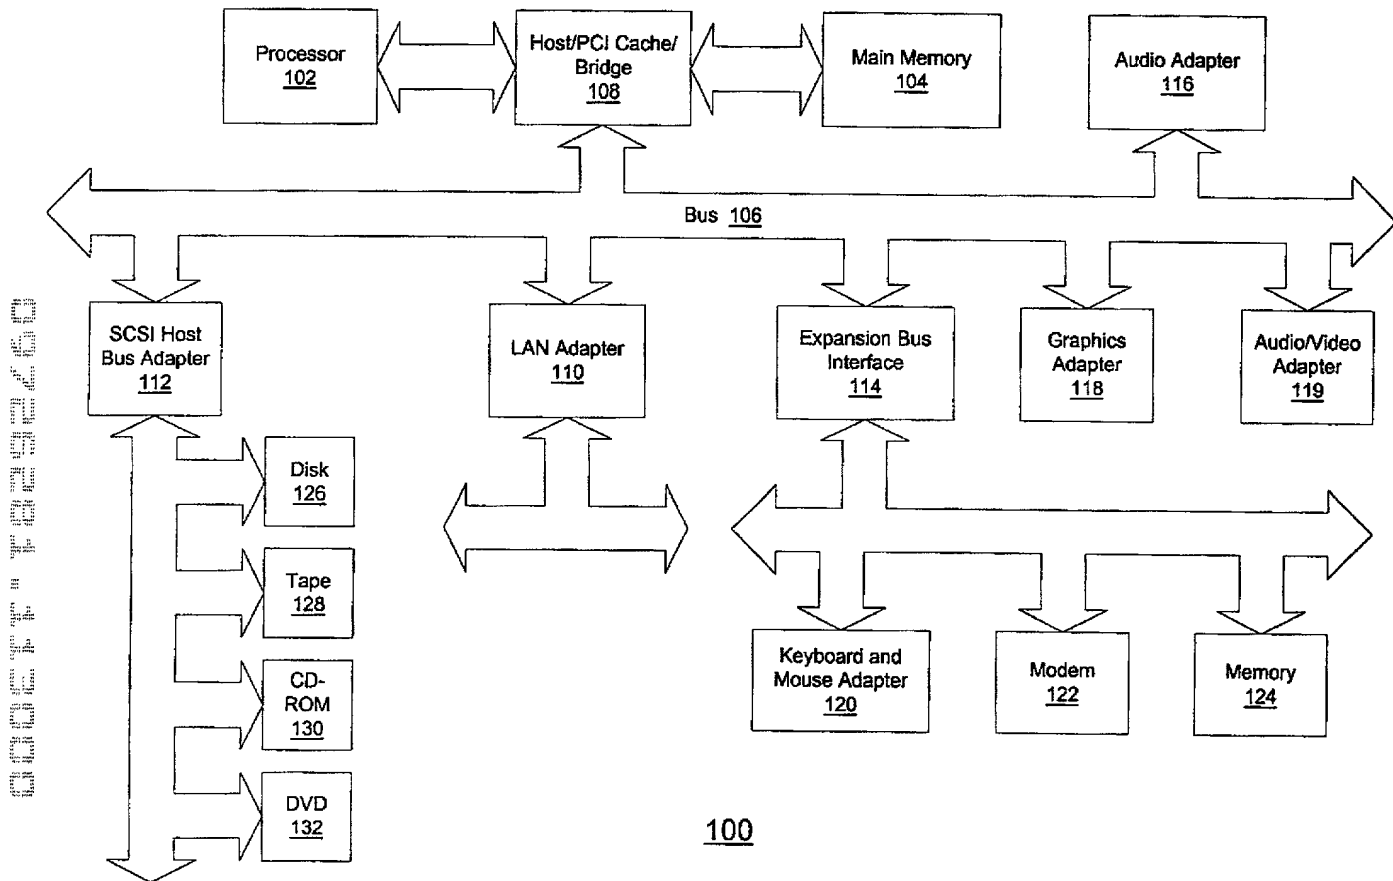 Processor
102
Host/PCI Cache/
Bridge
108
Main Memory
104
Audio Adapter
116
Bus 106
SCSI Host
Bus Adapter
112
LAN Adapter
110
Expansion Bus
Interface
114
Graphics
Adapter
118
Audio/Video
Adapter
119
Disk
126
Tape
128
CD-
ROM
130
DVD
132
Keyboard and
Mouse Adapter
120
Modem
122
Memory
124
100